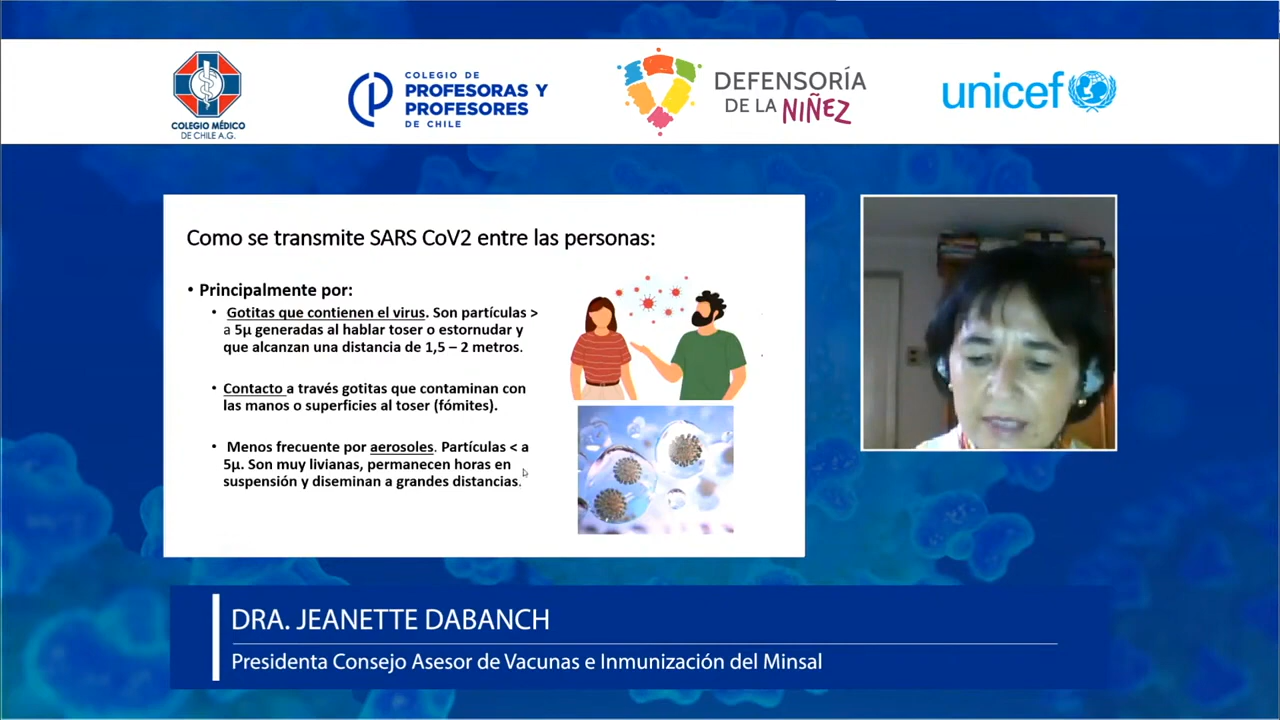 COLEGIO MÉDICO
DE CHILE A.G.
COLEGIO DE
PROFESORAS Y
PROFESORES
DE CHILE
DEFENSORÍA
DE LA NIÑEZ
unicef
Como se transmite SARS CoV2 entre las personas:
• Principalmente por:
• Gotitas que contienen el virus. Son partículas >
a 5µ generadas al hablar toser o estornudar y
que alcanzan una distancia de 1,5 – 2 metros.
• Contacto a través gotitas que contaminan con
las manos o superficies al toser (fómites).
• Menos frecuente por aerosoles. Partículas < a
5µ. Son muy livianas, permanecen horas en
suspensión y diseminan a grandes distancias.
DRA. JEANETTE DABANCH
Presidenta Consejo Asesor de Vacunas e Inmunización del Minsal